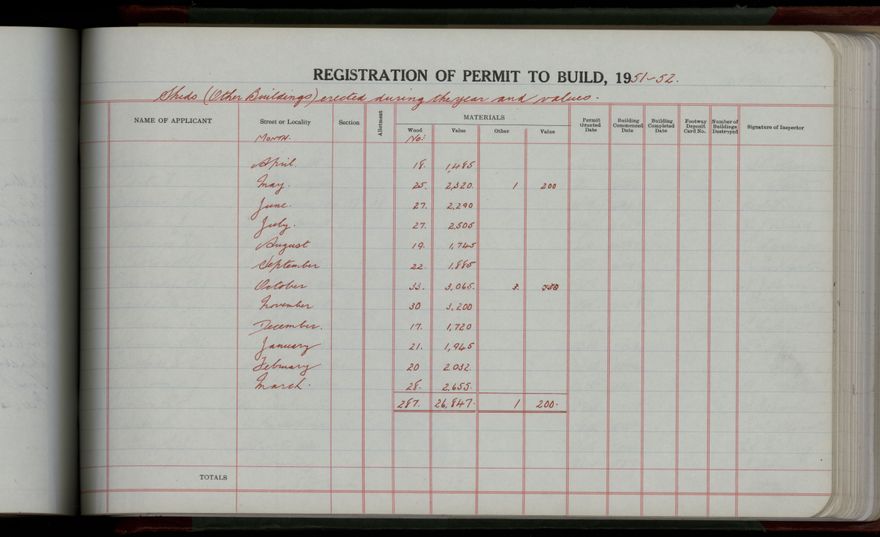 REGISTRATION OF PERMIT TO BUILD, 1951-52.
Sheds (Other Buildings) erected during the year and values.
NAME OF APPLICANT Street or Locality Section Allotment MATERIALS Permit Granted Date Building Commenced Date Building Completed Date Footway Deposit Card No. Number of Buildings Destroyed Signature of Inspector
Wood Value Other Value
MONTH. No:
April. 18. 1,485
May. 25. 2,320. 1 200
June. 27. 2,290
July. 27. 2,505
August 19. 1,745
September 22. 1,885
October 33. 3,065.
November 30 3,200
December. 17. 1,720
January 21. 1,945
February 20 2032.
March. 28. 2,655.
287. 26,847. 1 200.
TOTALS